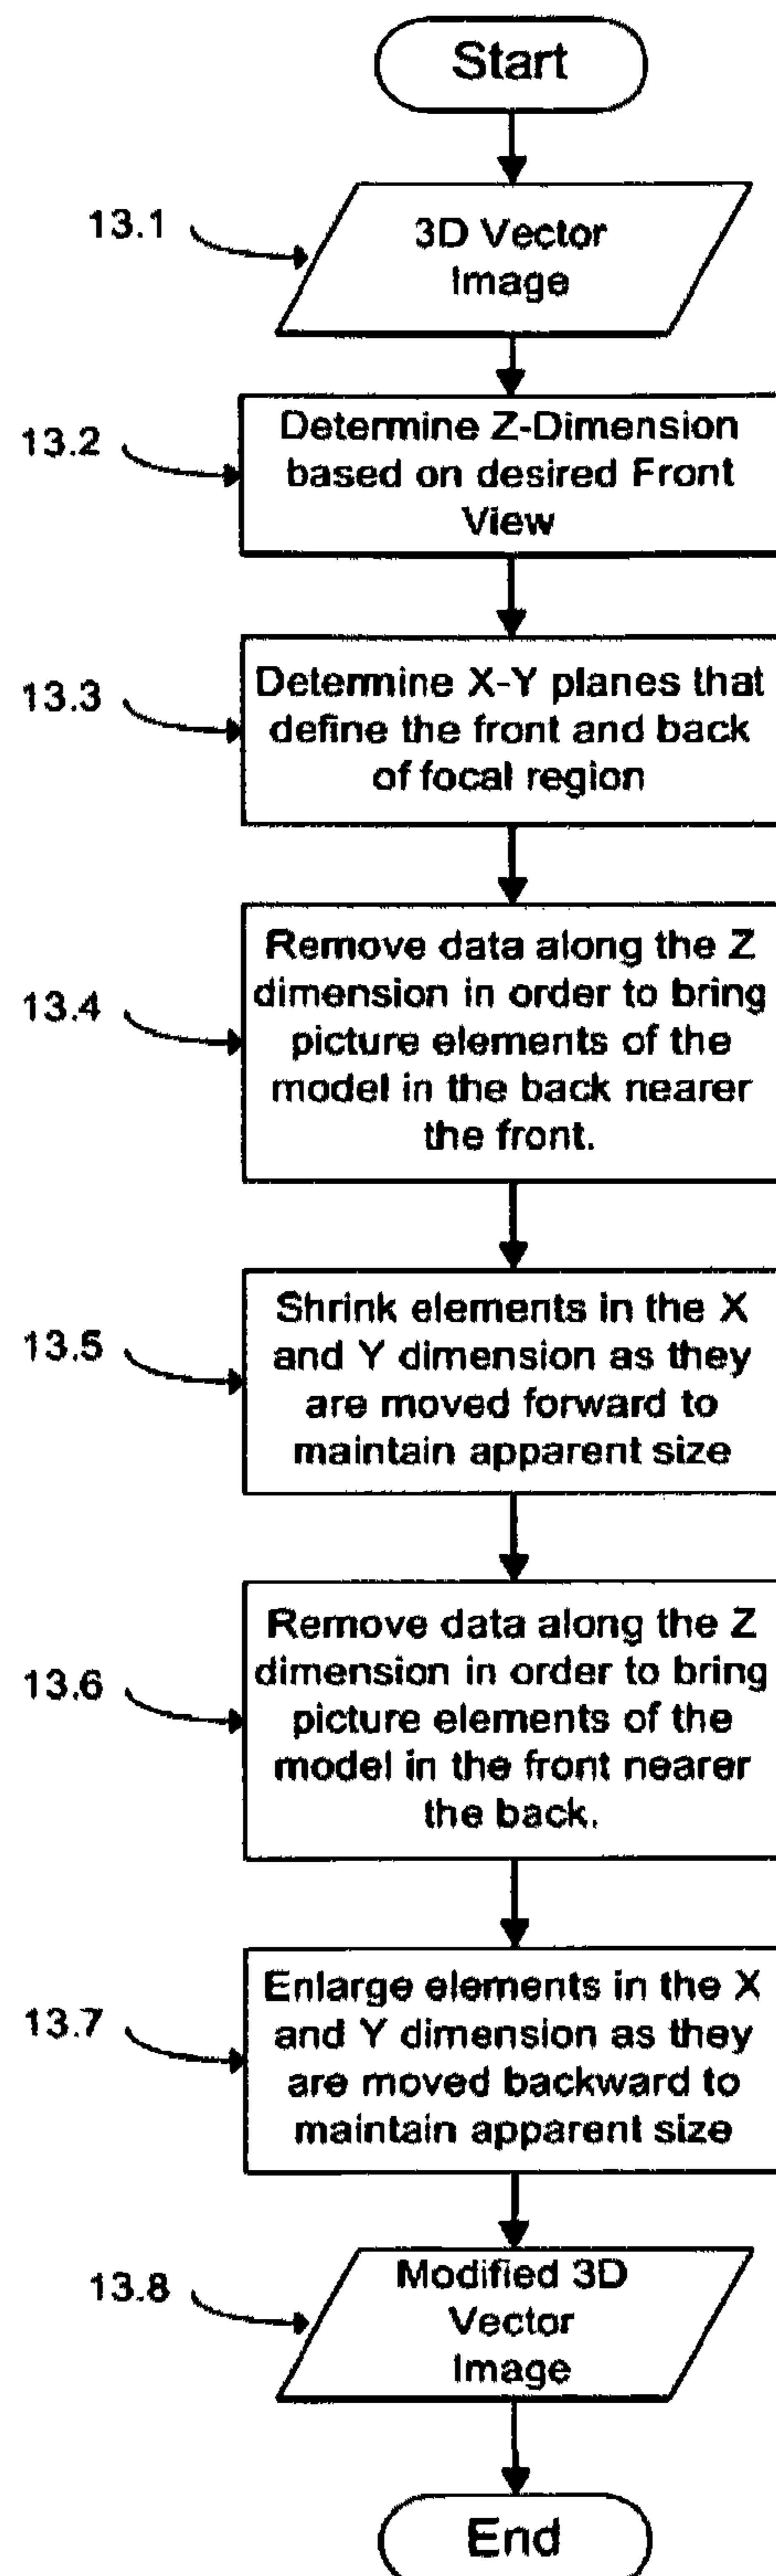 Start
13.1
3D Vector
Image
13.2
Determine Z-Dimension
based on desired Front
View
13.3
Determine X-Y planes that
define the front and back
of focal region
13.4
Remove data along the Z
dimension in order to bring
picture elements of the
model in the back nearer
the front.
13.5
Shrink elements in the X
and Y dimension as they
are moved forward to
maintain apparent size
13.6
Remove data along the Z
dimension in order to bring
picture elements of the
model in the front nearer
the back.
13.7
Enlarge elements in the X
and Y dimension as they
are moved backward to
maintain apparent size
13.8
Modified 3D
Vector
Image
End